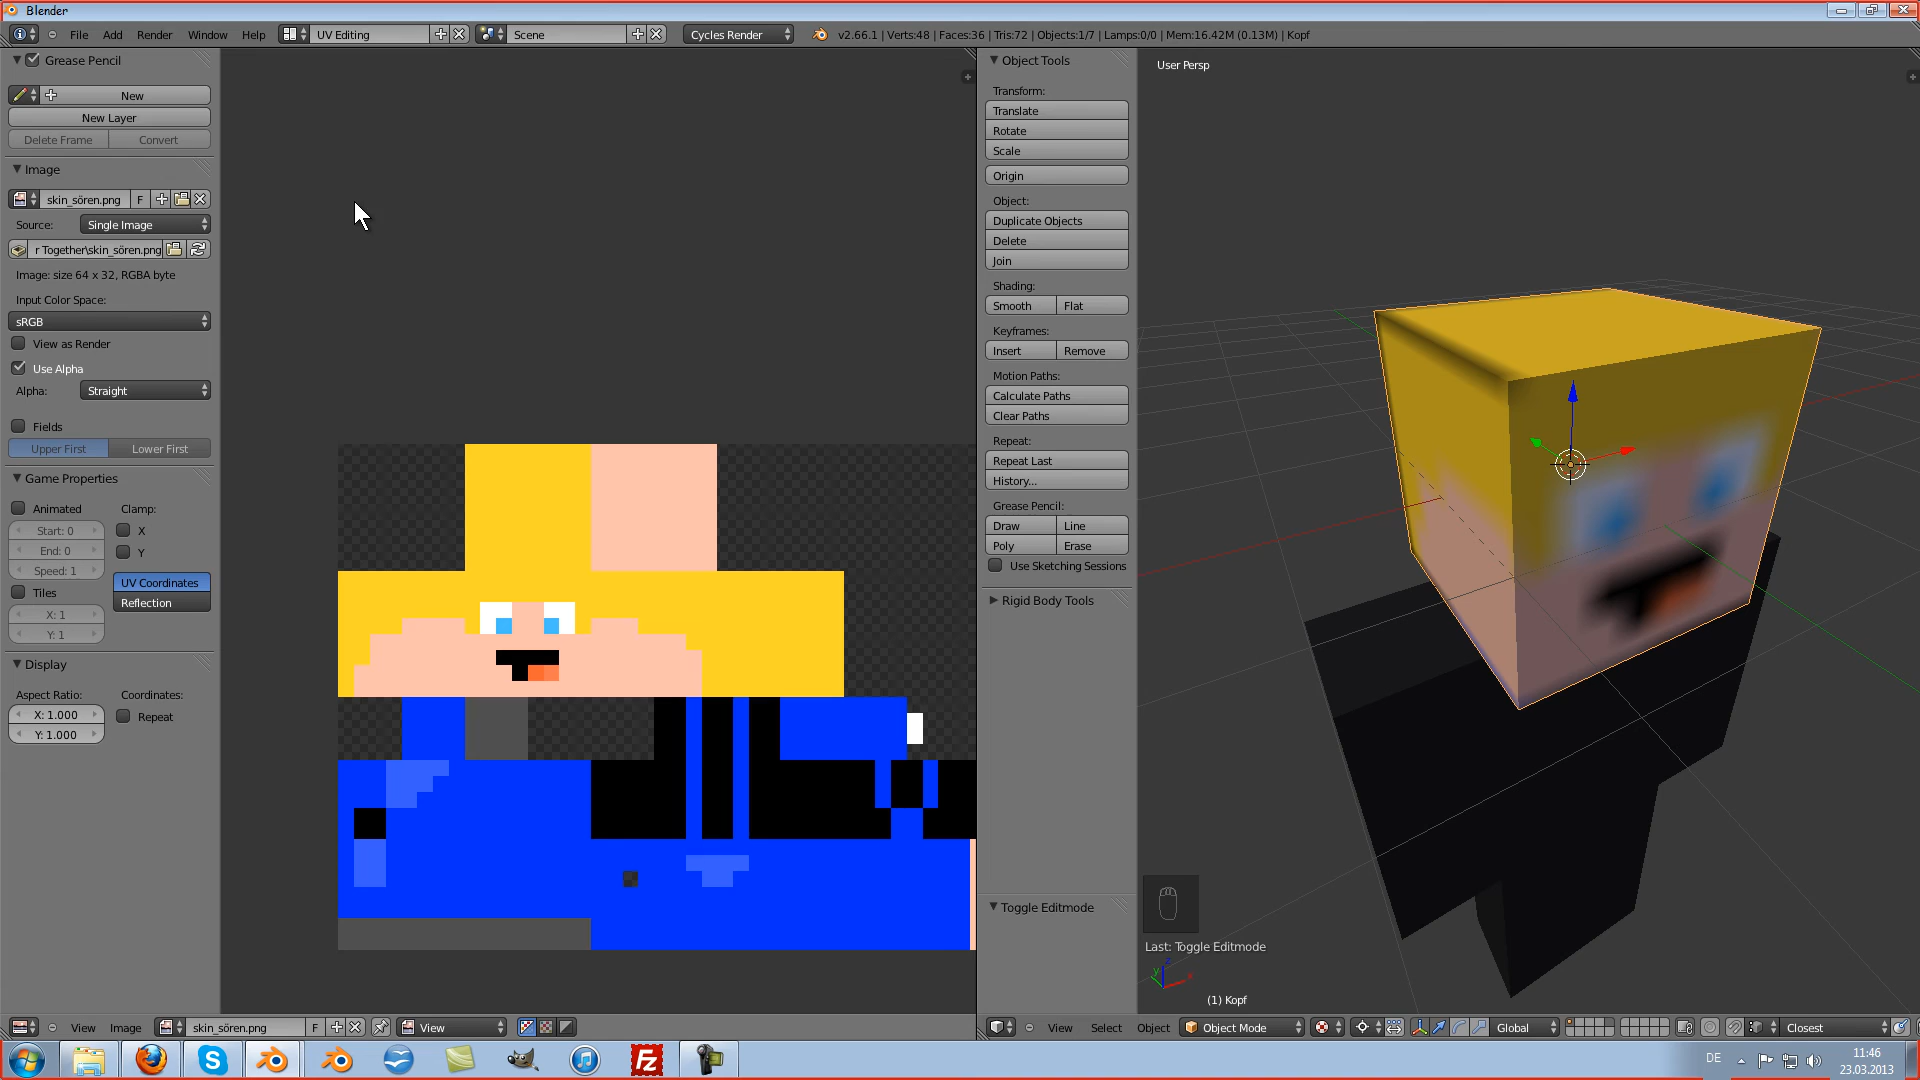 Blender
File Add Render Window Help UV Editing Scene Cycles Render v2.66.1 | Verts:48 | Faces:36 | Tris:72 | Objects:1/7 | Lamps:0/0 | Mem:16.42M (0.13M) | Kopf
Grease Pencil
New
New Layer
Delete Frame Convert
Image
skin_sören.png F
Source: Single Image
r Together\skin_sören.png
Image: size 64 x 32, RGBA byte
Input Color Space:
sRGB
View as Render
Use Alpha
Alpha: Straight
Fields
Upper First Lower First
Game Properties
Animated Clamp:
Start: 0 X
End: 0 Y
Speed: 1
UV Coordinates
Tiles
Reflection
X: 1
Y: 1
Display
Aspect Ratio: Coordinates:
X: 1.000 Repeat
Y: 1.000
View Image skin_sören.png F View
Object Tools
Transform:
Translate
Rotate
Scale
Origin
Object:
Duplicate Objects
Delete
Join
Shading:
Smooth Flat
Keyframes:
Insert Remove
Motion Paths:
Calculate Paths
Clear Paths
Repeat:
Repeat Last
History...
Grease Pencil:
Draw Line
Poly Erase
Use Sketching Sessions
Rigid Body Tools
Toggle Editmode
User Persp
Last: Toggle Editmode
z
y
x
(1) Kopf
View Select Object Object Mode Global Closest
Fz
DE
11:46
23.03.2013